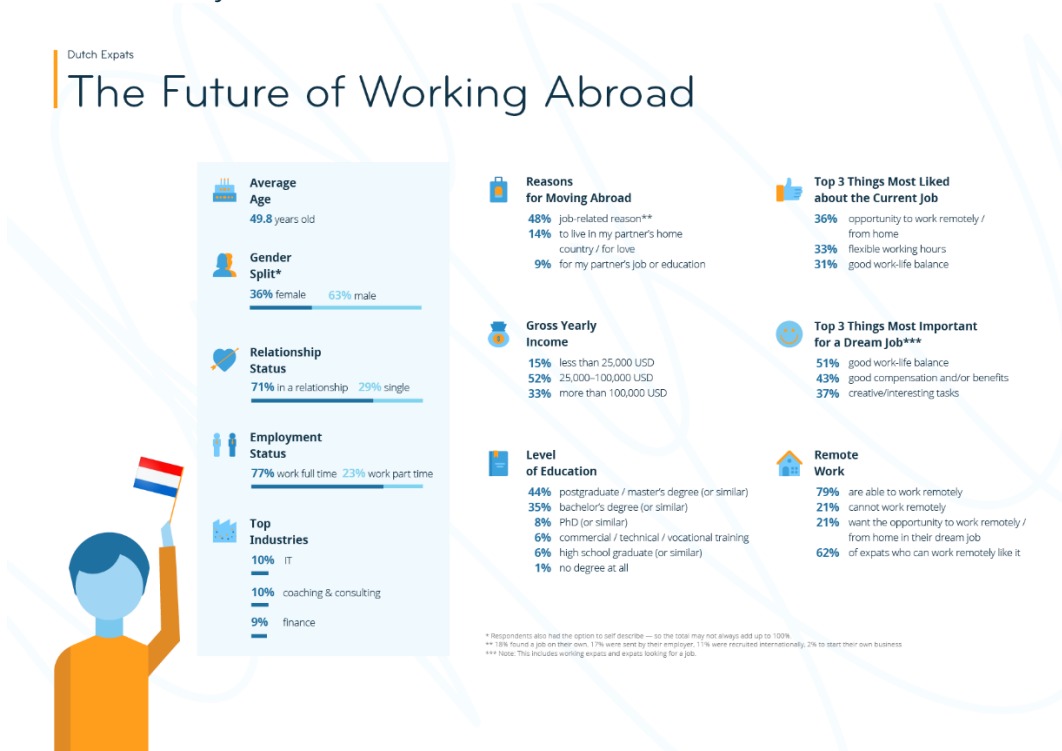 Dutch Expats
The Future of Working Abroad
Average
Age
49.8 years old
Gender
Split*
36% female 63% male
Relationship
Status
71% in a relationship 29% single
Employment
Status
77% work full time 23% work part time
Top
Industries
10% IT
10% coaching & consulting
9% finance
Reasons
for Moving Abroad
48% job-related reason**
14% to live in my partner's home
country / for love
9% for my partner's job or education
Gross Yearly
Income
15% less than 25,000 USD
52% 25,000–100,000 USD
33% more than 100,000 USD
Level
of Education
44% postgraduate / master's degree (or similar)
35% bachelor's degree (or similar)
8% PhD (or similar)
6% commercial / technical / vocational training
6% high school graduate (or similar)
1% no degree at all
Top 3 Things Most Liked
about the Current Job
36% opportunity to work remotely /
from home
33% flexible working hours
31% good work-life balance
Top 3 Things Most Important
for a Dream Job***
51% good work-life balance
43% good compensation and/or benefits
37% creative/interesting tasks
Remote
Work
79% are able to work remotely
21% cannot work remotely
21% want the opportunity to work remotely /
from home in their dream job
62% of expats who can work remotely like it
* Respondents also had the option to self describe — so the total may not always add up to 100%.
** 18% found a job on their own, 17% were sent by their employer, 11% were recruited internationally, 2% to start their own business
*** Note: This includes working expats and expats looking for a job.